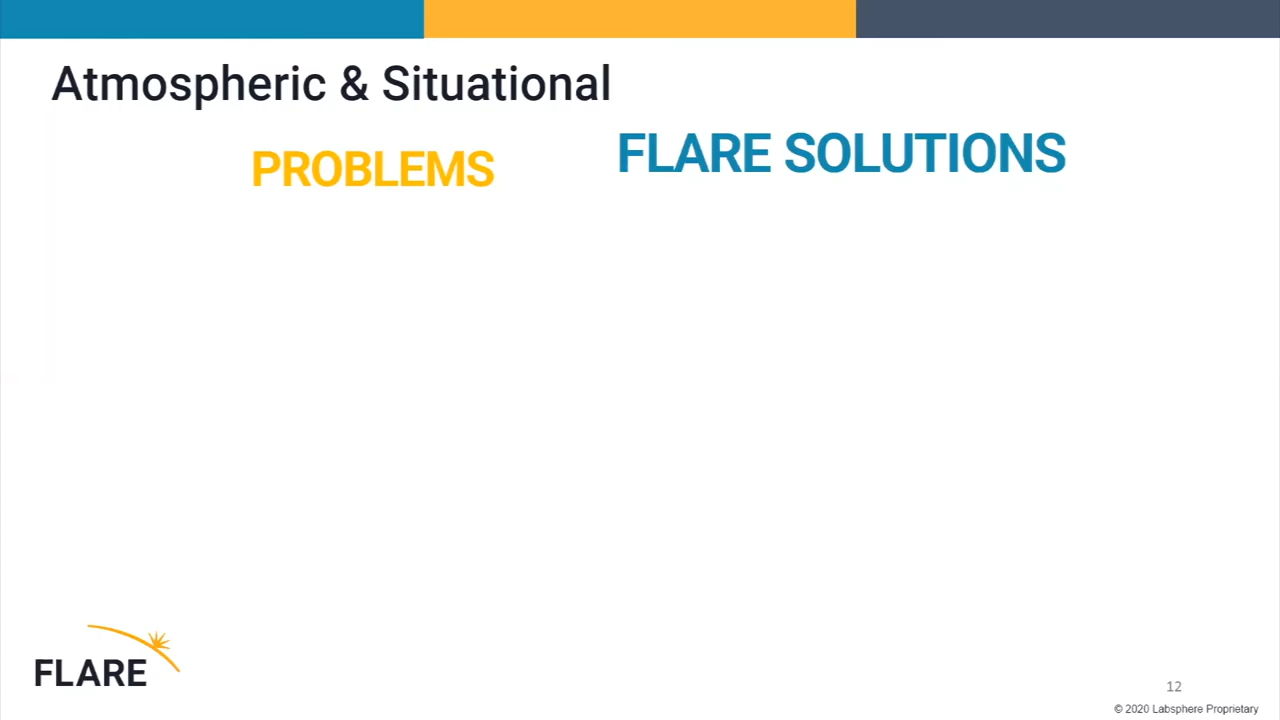 Atmospheric & Situational
PROBLEMS
FLARE SOLUTIONS
FLARE
12
© 2020 Labsphere Proprietary